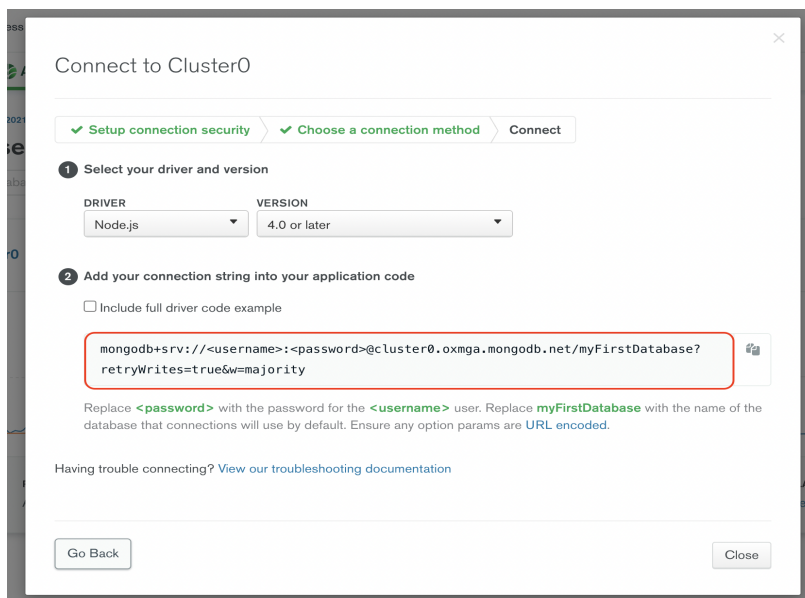 ess
×
Connect to Cluster0
2021
Setup connection security
Choose a connection method
Connect
1 Select your driver and version
DRIVER VERSION
Node.js 4.0 or later
2 Add your connection string into your application code
Include full driver code example
mongodb+srv://<username>:<password>@cluster0.oxmga.mongodb.net/myFirstDatabase?
retryWrites=true&w=majority
Replace <password> with the password for the <username> user. Replace myFirstDatabase with the name of the
database that connections will use by default. Ensure any option params are URL encoded.
Having trouble connecting? View our troubleshooting documentation
Go Back
Close